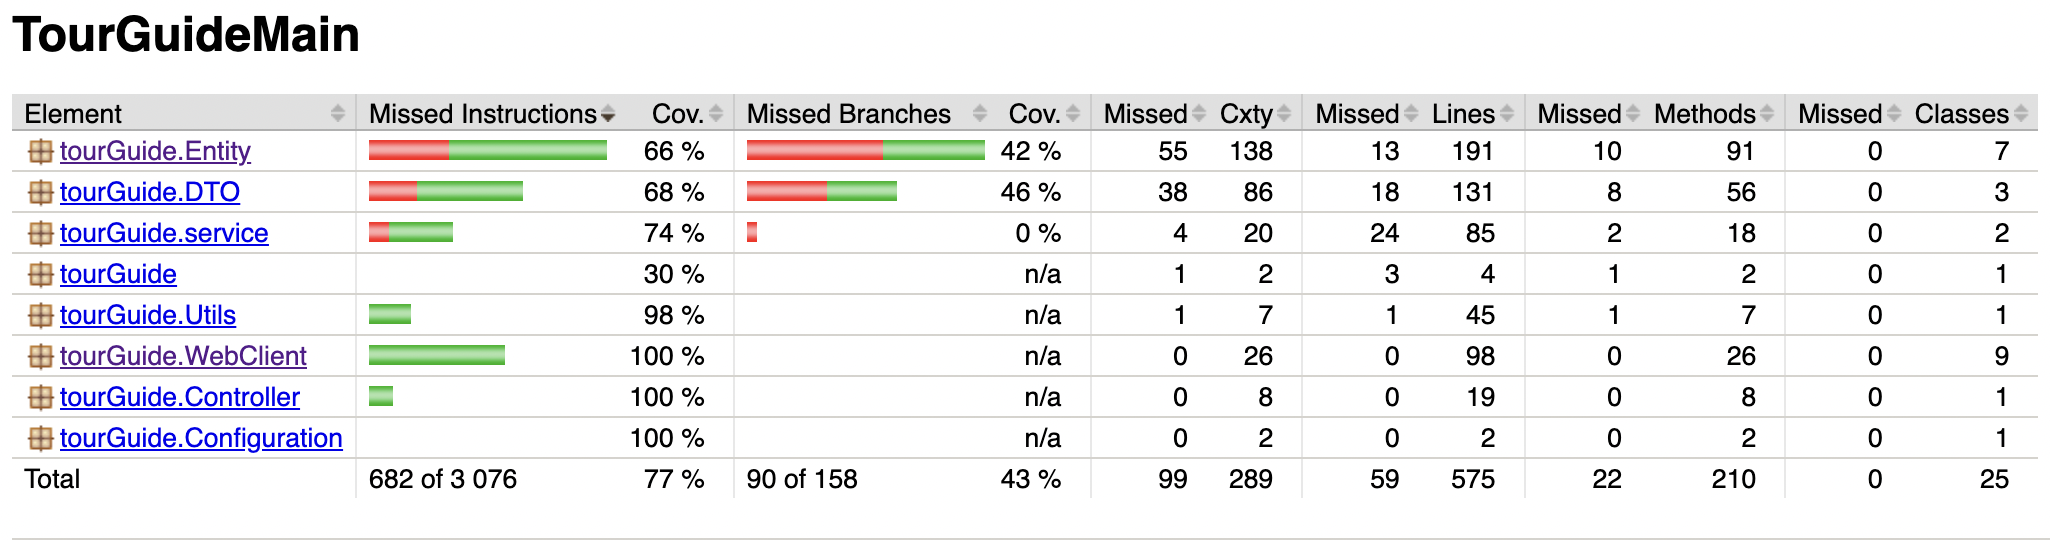 TourGuideMain
Element Missed Instructions Cov. Missed Branches Cov. Missed Cxty Missed Lines Missed Methods Missed Classes
tourGuide.Entity 66 % 42 % 55 138 13 191 10 91 0 7
tourGuide.DTO 68 % 46 % 38 86 18 131 8 56 0 3
tourGuide.service 74 % 0 % 4 20 24 85 2 18 0 2
tourGuide 30 % n/a 1 2 3 4 1 2 0 1
tourGuide.Utils 98 % n/a 1 7 1 45 1 7 0 1
tourGuide.WebClient 100 % n/a 0 26 0 98 0 26 0 9
tourGuide.Controller 100 % n/a 0 8 0 19 0 8 0 1
tourGuide.Configuration 100 % n/a 0 2 0 2 0 2 0 1
Total 682 of 3 076 77 % 90 of 158 43 % 99 289 59 575 22 210 0 25